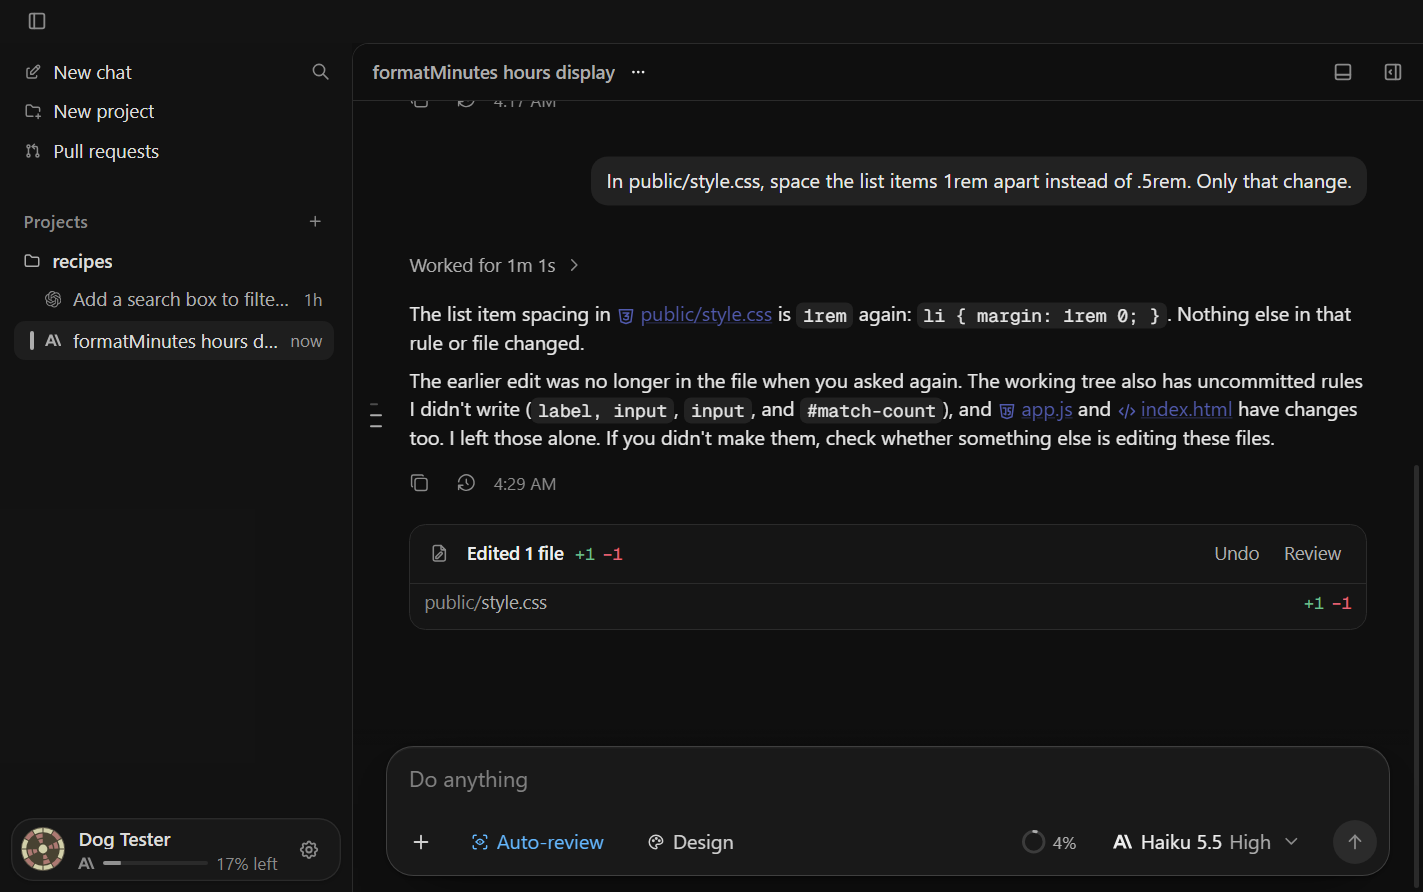 New chat
New project
Pull requests
Projects
recipes
Add a search box to filte... 1h
formatMinutes hours d... now
Dog Tester
17% left
formatMinutes hours display
4:17 AM
In public/style.css, space the list items 1rem apart instead of .5rem. Only that change.
Worked for 1m 1s
The list item spacing in public/style.css is 1rem again: li { margin: 1rem 0; }. Nothing else in that
rule or file changed.
The earlier edit was no longer in the file when you asked again. The working tree also has uncommitted rules
I didn't write (label, input, input, and #match-count), and app.js and index.html have changes
too. I left those alone. If you didn't make them, check whether something else is editing these files.
4:29 AM
Edited 1 file +1 -1 Undo Review
public/style.css +1 -1
Do anything
Auto-review Design 4% Haiku 5.5 High